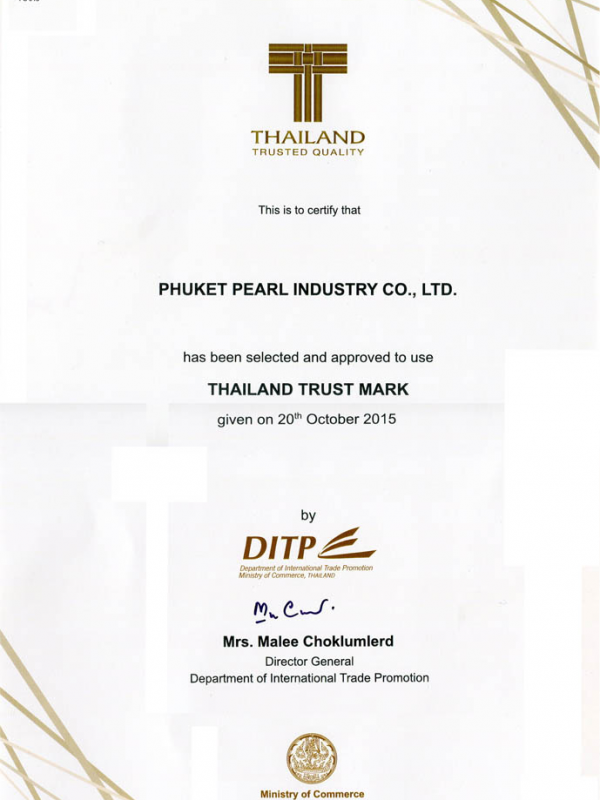 THAILAND
TRUSTED QUALITY
This is to certify that
PHUKET PEARL INDUSTRY CO., LTD.
has been selected and approved to use
THAILAND TRUST MARK
given on 20th October 2015
by
DITP
Department of International Trade Promotion
Ministry of Commerce, THAILAND
Mrs. Malee Choklumlerd
Director General
Department of International Trade Promotion
Ministry of Commerce